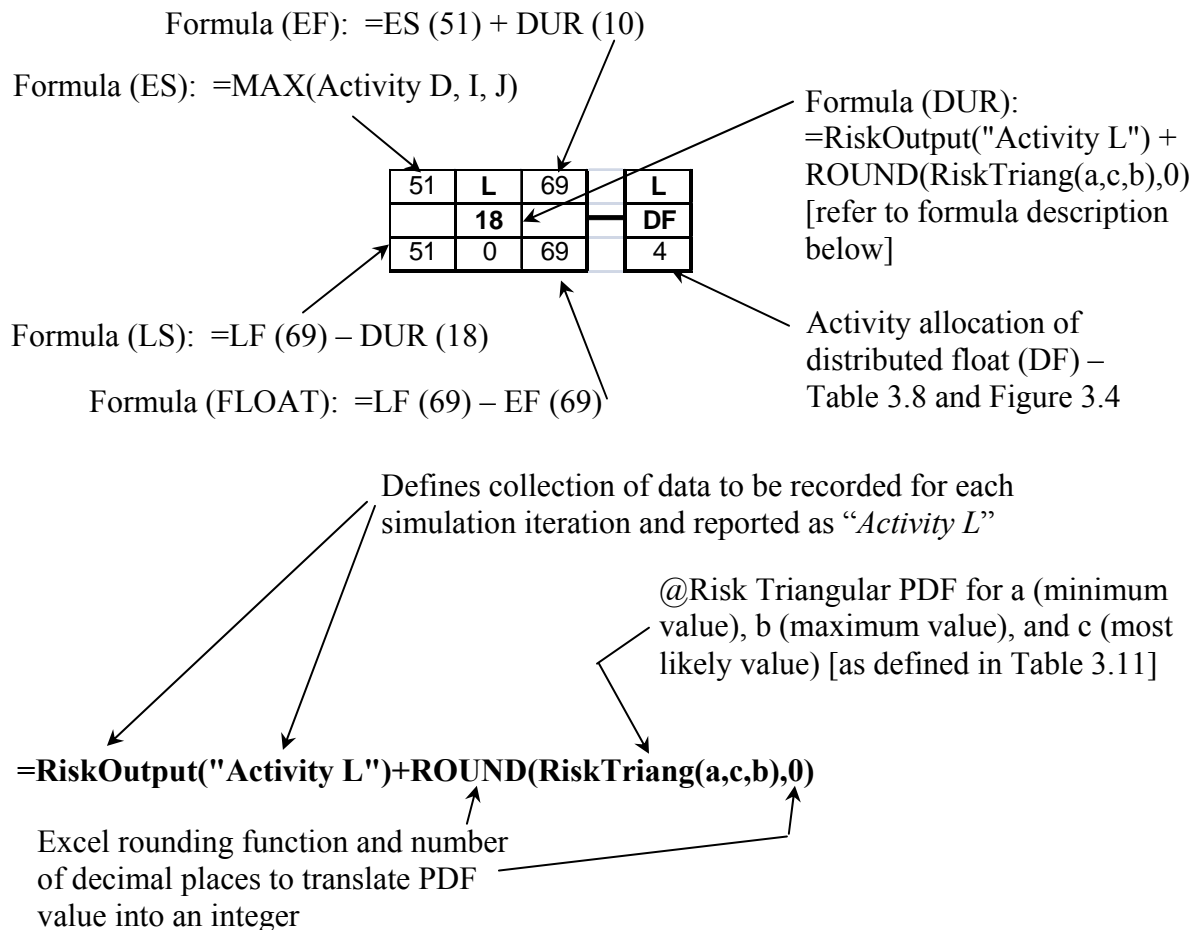 Formula (EF):  =ES (51) + DUR (10)
Formula (ES):  =MAX(Activity D, I, J)
Formula (DUR):
=RiskOutput("Activity L") +
ROUND(RiskTriang(a,c,b),0)
[refer to formula description
below]
51 L 69 L
18 DF
51 0 69 4
Formula (LS):  =LF (69) – DUR (18)
Formula (FLOAT):  =LF (69) – EF (69)
Activity allocation of
distributed float (DF) –
Table 3.8 and Figure 3.4
Defines collection of data to be recorded for each
simulation iteration and reported as “Activity L”
@Risk Triangular PDF for a (minimum
value), b (maximum value), and c (most
likely value) [as defined in Table 3.11]
=RiskOutput("Activity L")+ROUND(RiskTriang(a,c,b),0)
Excel rounding function and number
of decimal places to translate PDF
value into an integer